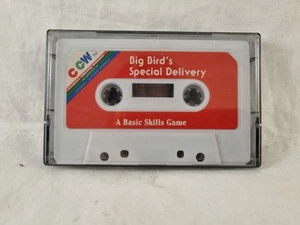 CCW
Big Bird's
Special Delivery
A Basic Skills Game